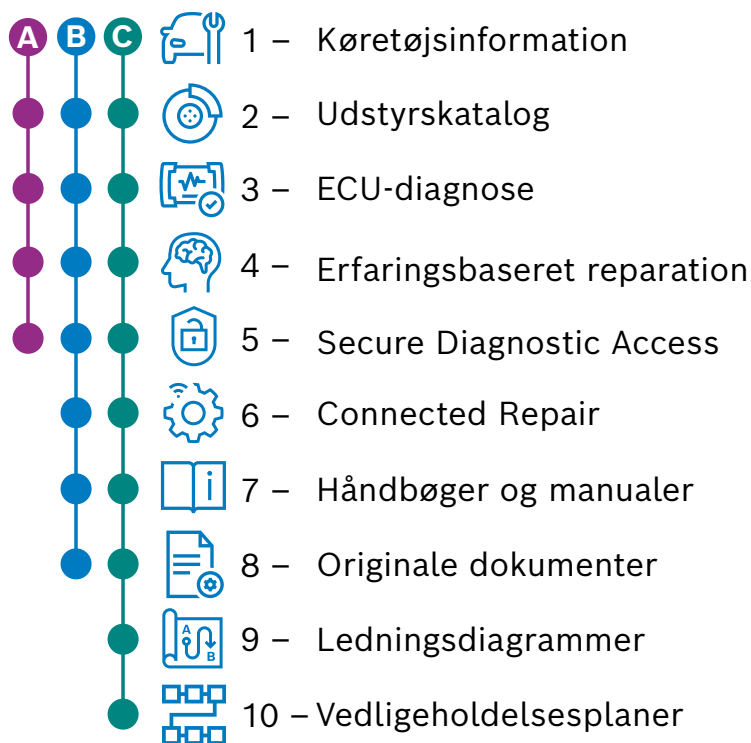 A B C 1 – Køretøjsinformation
2 – Udstyrskatalog
3 – ECU-diagnose
4 – Erfaringsbaseret reparation
5 – Secure Diagnostic Access
6 – Connected Repair
i 7 – Håndbøger og manualer
8 – Originale dokumenter
A B 9 – Ledningsdiagrammer
10 – Vedligeholdelsesplaner